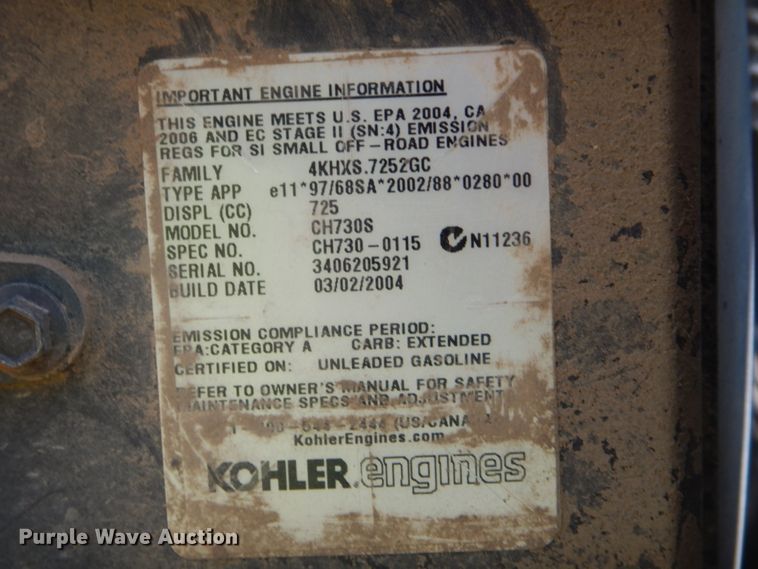 IMPORTANT ENGINE INFORMATION
THIS ENGINE MEETS U.S. EPA 2004, CA
2006 AND EC STAGE II (SN:4) EMISSION
REGS FOR SI SMALL OFF-ROAD ENGINES
FAMILY 4KHXS.7252GC
TYPE APP e11*97/68SA*2002/88*0280*00
DISPL (CC) 725
MODEL NO. CH730S
SPEC NO. CH730-0115 N11236
SERIAL NO. 3406205921
BUILD DATE 03/02/2004
EMISSION COMPLIANCE PERIOD:
EPA:CATEGORY A CARB: EXTENDED
CERTIFIED ON: UNLEADED GASOLINE
REFER TO OWNER'S MANUAL FOR SAFETY
MAINTENANCE SPECS AND ADJUSTMENT
544-2444 (US/CANADA)
KohlerEngines.com
KOHLER engines
Purple Wave Auction